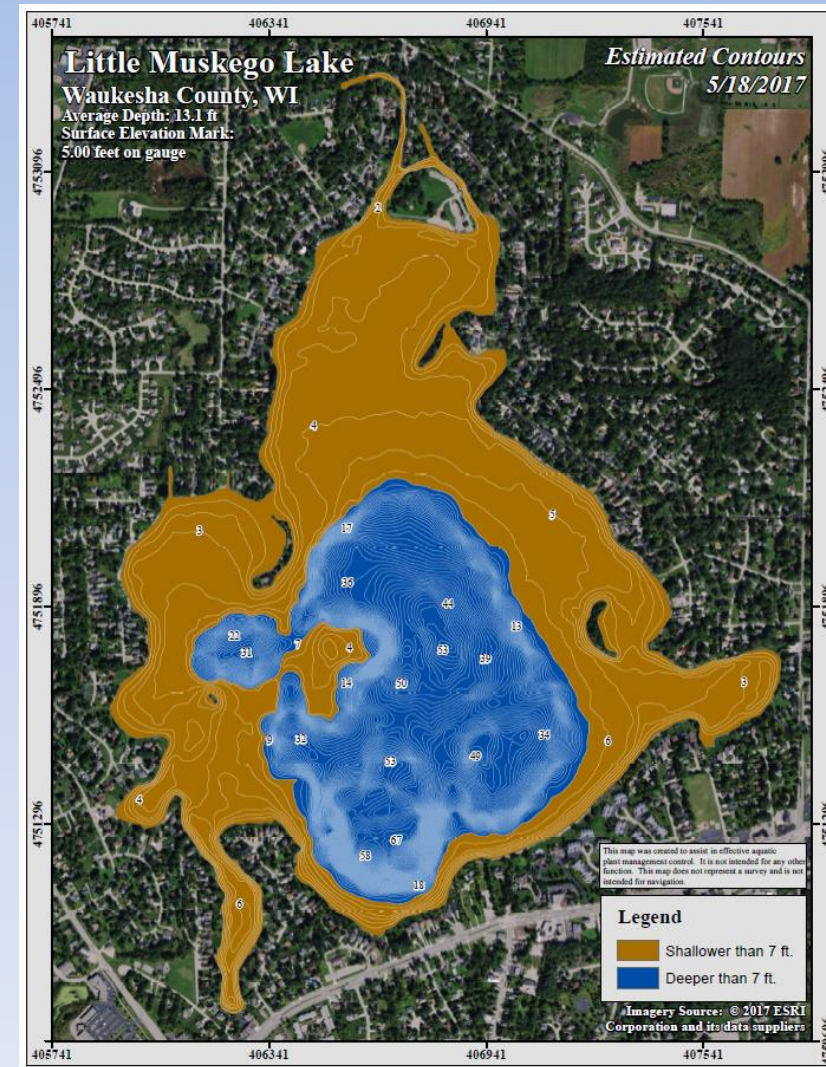 405741 406341 406941 407541
Little Muskego Lake
Waukesha County, WI
Average Depth: 13.1 ft
Surface Elevation Mark:
5.00 feet on gauge
Estimated Contours
5/18/2017
4753096
4753096
2
4752496
4752496
4
3
17
5
36
4751896
4751896
44
13
22
31
7
4
53
39
14
50
3
9
32
34
6
53
49
4
4751296
4751296
67
58
18
6
This map was created to assist in effective aquatic
plant management control. It is not intended for any other
function. This map does not represent a survey and is not
intended for navigation.
Legend
Shallower than 7 ft.
Deeper than 7 ft.
Imagery Source: © 2017 ESRI
Corporation and its data suppliers
405741 406341 406941 407541